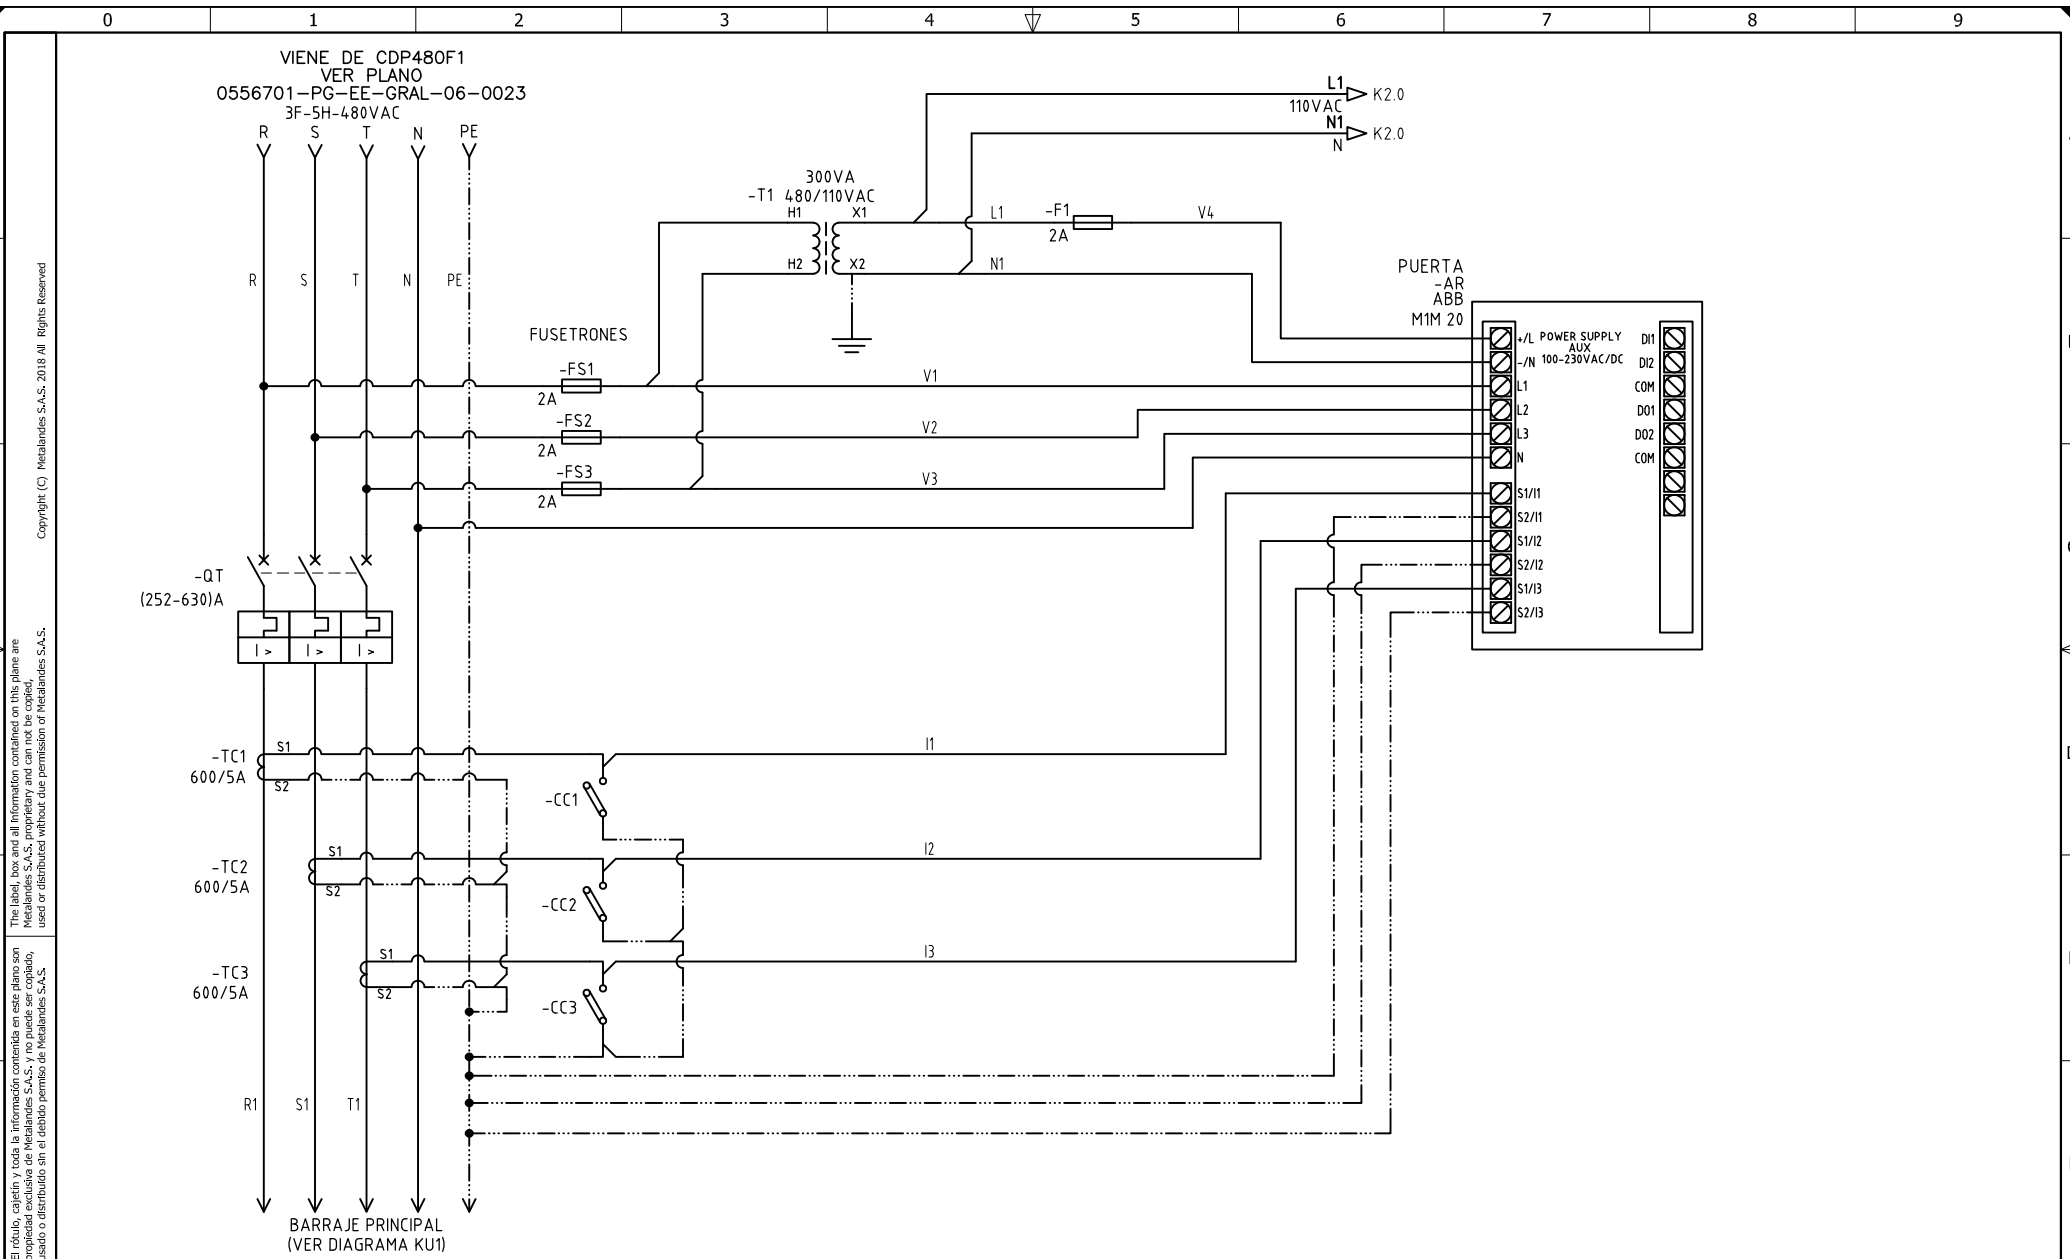 0 1 2 3 4 5 6 7 8 9
VIENE DE CDP480F1
VER PLANO
0556701-PG-EE-GRAL-06-0023
3F-5H-480VAC
R S T N PE
L1
110VAC
K2.0
N1
N
K2.0
300VA
-T1 480/110VAC
H1 X1
L1
-F1
2A
V4
H2 X2
N1
R S T N PE
PUERTA
-AR
ABB
M1M 20
FUSETRONES
+/L POWER SUPPLY
AUX
-/N 100-230VAC/DC
L1
L2
L3
N
S1/I1
S2/I1
S1/I2
S2/I2
S1/I3
S2/I3
DI1
DI2
COM
DO1
DO2
COM
-FS1
2A
V1
-FS2
2A
V2
-FS3
2A
V3
-QT
(252-630)A
I > I > I >
-TC1
600/5A
S1
S2
-CC1
I1
-TC2
600/5A
S1
S2
-CC2
I2
-TC3
600/5A
S1
S2
-CC3
I3
R1 S1 T1
BARRAJE PRINCIPAL
(VER DIAGRAMA KU1)
Copyright (C) Metalandes S.A.S. 2018 All Rights Reserved
The label, box and all information contained on this plane are
Metalandes S.A.S. proprietary and can not be copied,
used or distributed without due permission of Metalandes S.A.S.
El rótulo, cajetín y toda la información contenida en este plano son
propiedad exclusiva de Metalandes S.A.S. y no puede ser copiado,
usado o distribuido sin el debido permiso de Metalandes S.A.S.